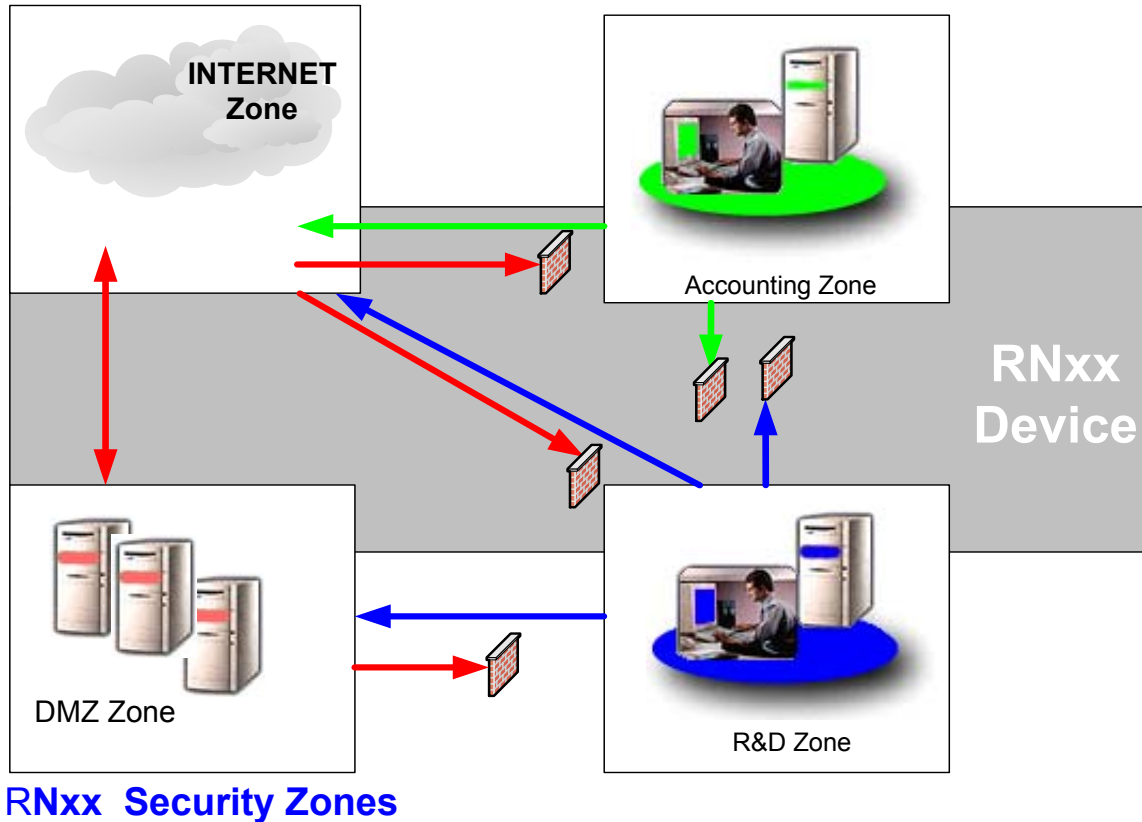 INTERNET
Zone
Accounting Zone
RNxx
Device
DMZ Zone
R&D Zone
RNxx Security Zones